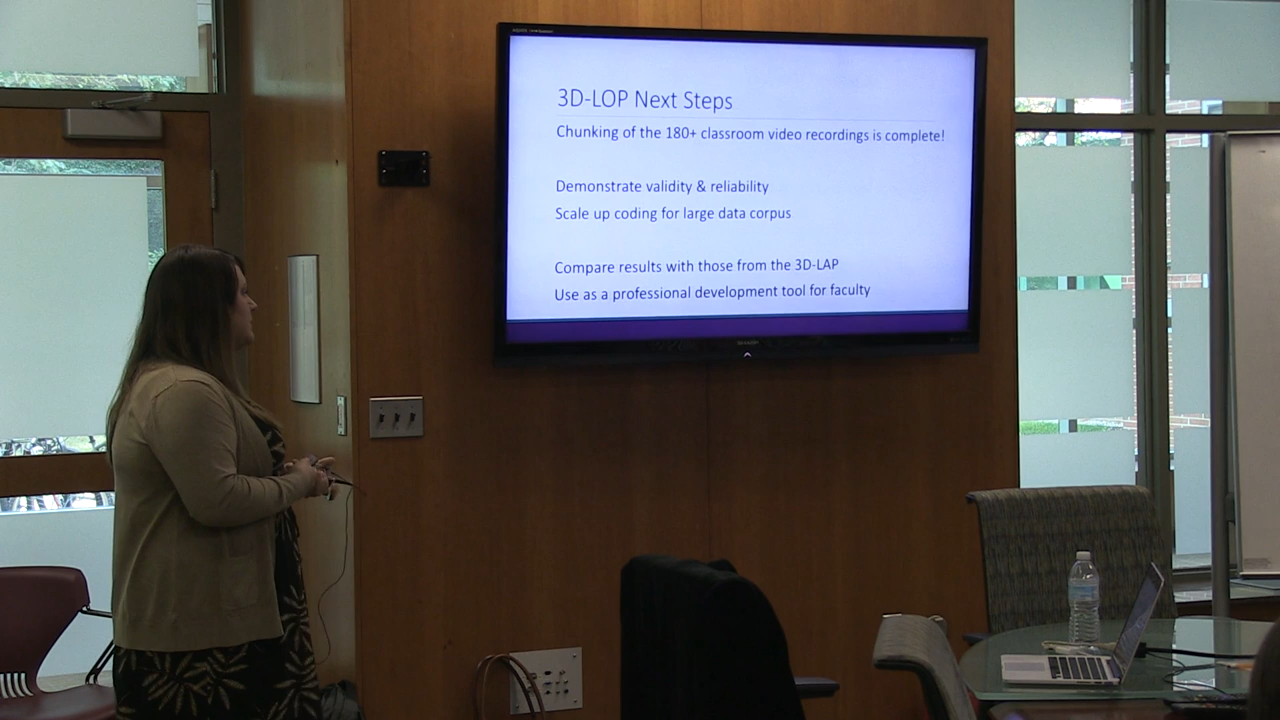 3D-LOP Next Steps
Chunking of the 180+ classroom video recordings is complete!
Demonstrate validity & reliability
Scale up coding for large data corpus
Compare results with those from the 3D-LAP
Use as a professional development tool for faculty
SHARP